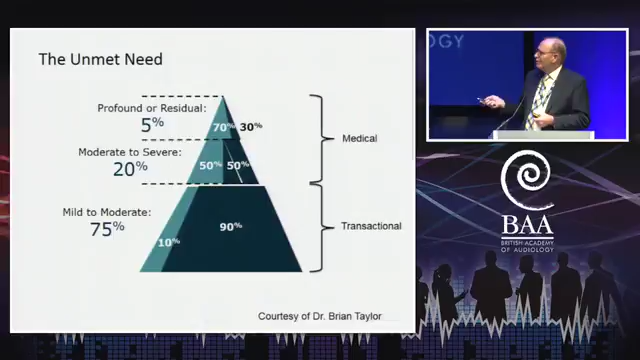 The Unmet Need
Profound or Residual:
5%
70%
30%
Moderate to Severe:
20%
50%
50%
Medical
Mild to Moderate:
75%
10%
90%
Transactional
Courtesy of Dr. Brian Taylor
OGY
BAA
BRITISH ACADEMY
OF AUDIOLOGY